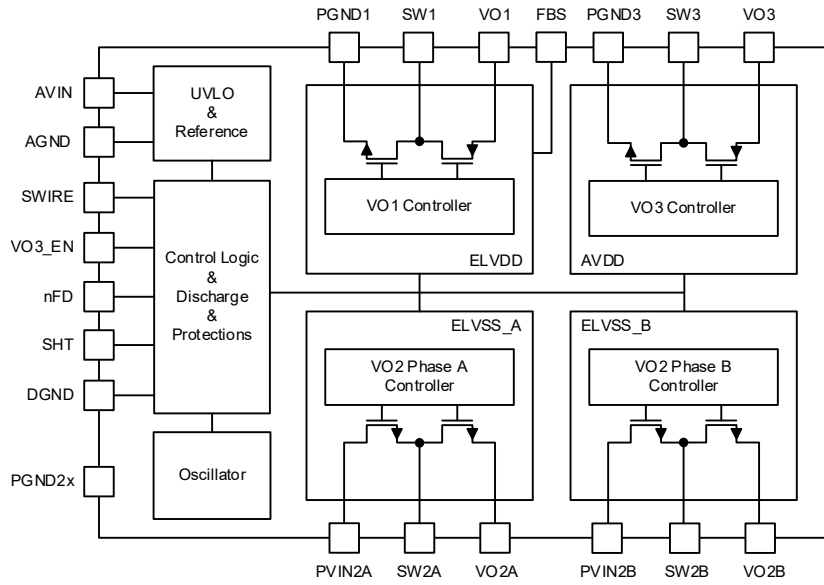 PGND1
SW1
VO1
FBS
PGND3
SW3
VO3
AVIN
AGND
SWIRE
VO3_EN
nFD
SHT
DGND
PGND2x
UVLO
&
Reference
Control Logic
&
Discharge
&
Protections
Oscillator
VO1 Controller
ELVDD
VO3 Controller
AVDD
ELVSS_A
VO2 Phase A
Controller
ELVSS_B
VO2 Phase B
Controller
PVIN2A
SW2A
VO2A
PVIN2B
SW2B
VO2B